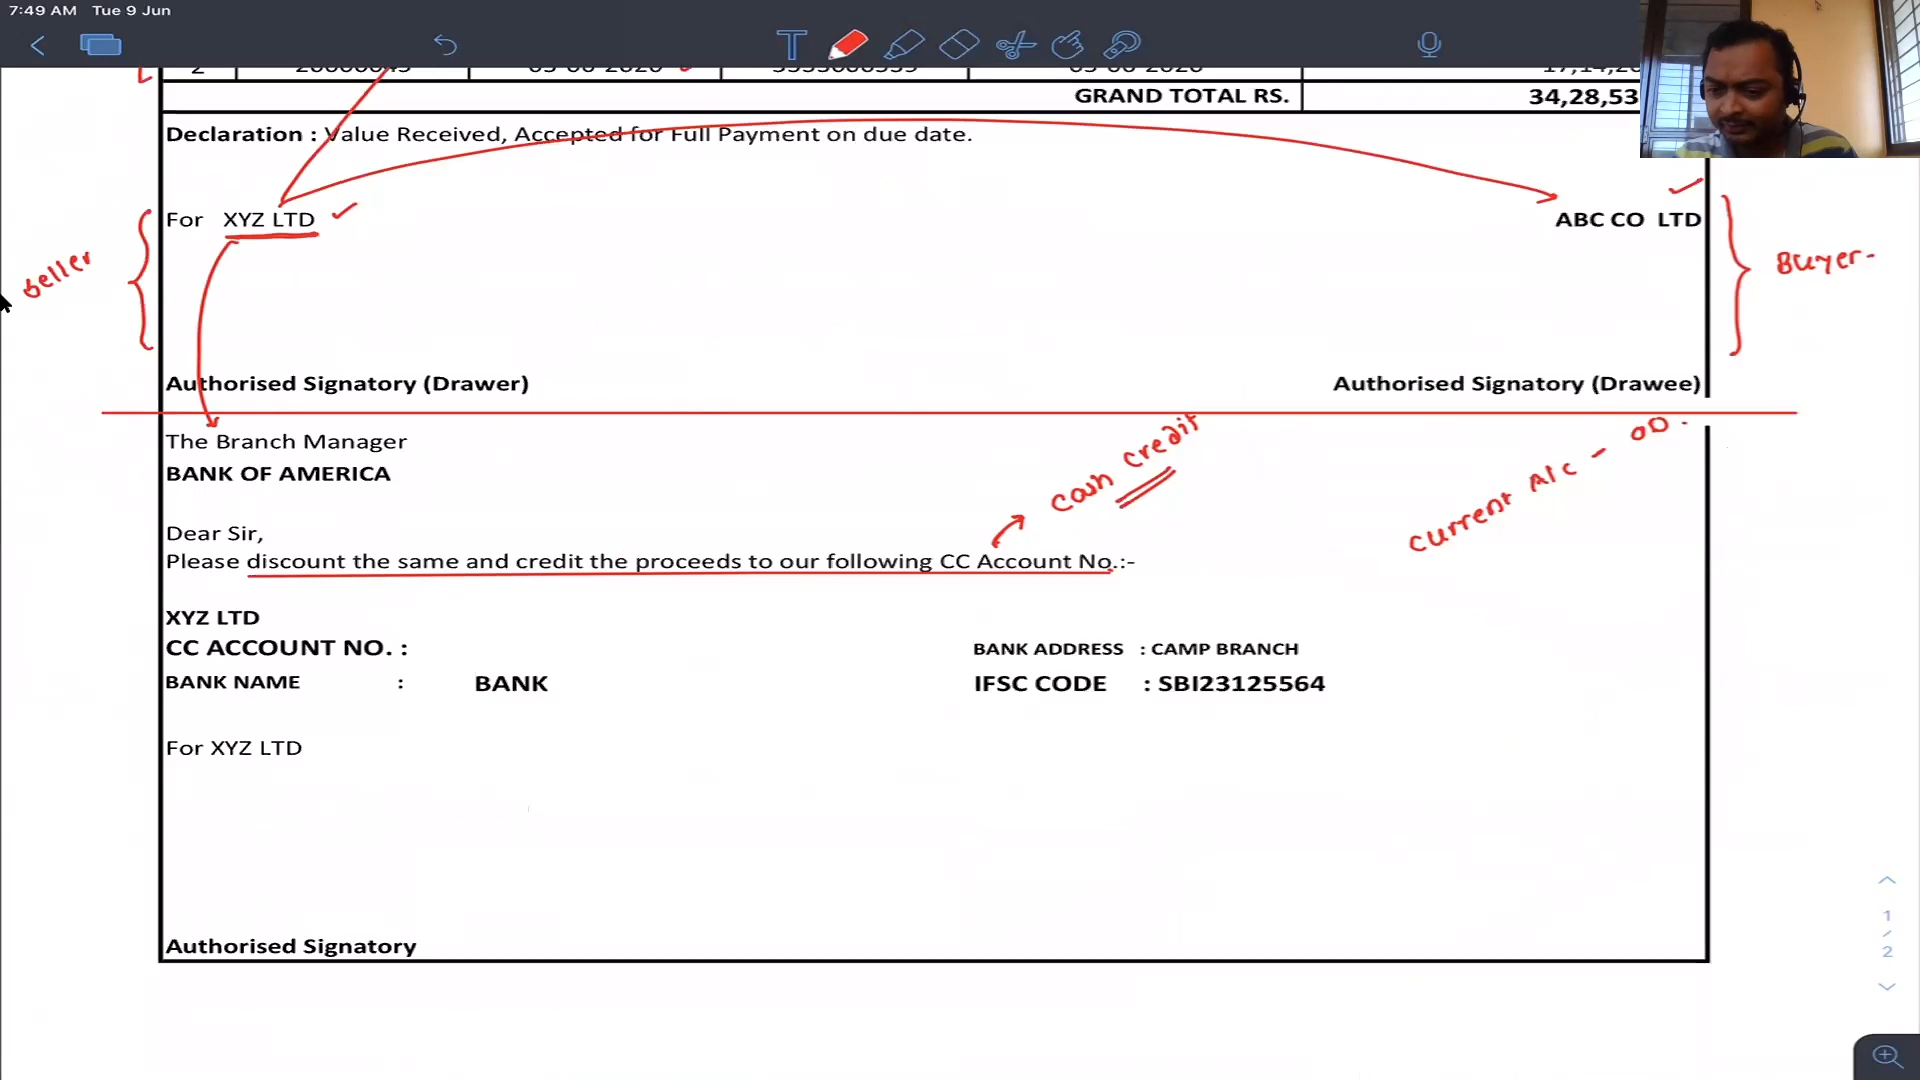 7:49 AM Tue 9 Jun
GRAND TOTAL RS. 34,28,53
Declaration : Value Received, Accepted for Full Payment on due date.
For XYZ LTD ABC CO LTD
Seller
Buyer-
Authorised Signatory (Drawer) Authorised Signatory (Drawee)
The Branch Manager
BANK OF AMERICA
Cash Credit
Current A/c - OD.
Dear Sir,
Please discount the same and credit the proceeds to our following CC Account No.:-
XYZ LTD
CC ACCOUNT NO. : BANK ADDRESS : CAMP BRANCH
BANK NAME : BANK IFSC CODE : SBI23125564
For XYZ LTD
Authorised Signatory
1
/
2